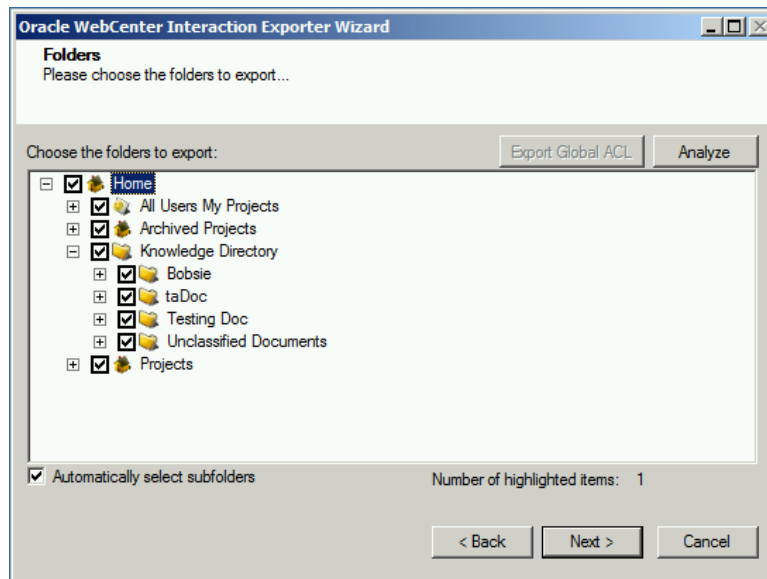 Oracle WebCenter Interaction Exporter Wizard
Folders
Please choose the folders to export...
Choose the folders to export:
Export Global ACL
Analyze
Home
All Users My Projects
Archived Projects
Knowledge Directory
Bobsie
taDoc
Testing Doc
Unclassified Documents
Projects
Automatically select subfolders
Number of highlighted items: 1
< Back
Next >
Cancel